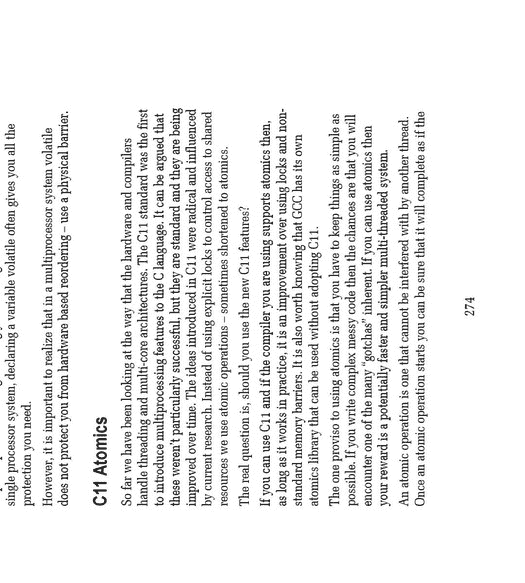 single processor system, declaring a variable volatile often gives you all the
protection you need.
However, it is important to realize that in a multiprocessor system volatile
does not protect you from hardware based reordering – use a physical barrier.
C11 Atomics
So far we have been looking at the way that the hardware and compilers
handle threading and multi-core architectures. The C11 standard was the first
to introduce multiprocessing features to the C language. It can be argued that
these weren't particularly successful, but they are standard and they are being
improved over time. The ideas introduced in C11 were radical and influenced
by current research. Instead of using explicit locks to control access to shared
resources we use atomic operations – sometimes shortened to atomics.
The real question is, should you use the new C11 features?
If you can use C11 and if the compiler you are using supports atomics then,
as long as it works in practice, it is an improvement over using locks and non-
standard memory barriers. It is also worth knowing that GCC has its own
atomics library that can be used without adopting C11.
The one proviso to using atomics is that you have to keep things as simple as
possible. If you write complex messy code then the chances are that you will
encounter one of the many "gotchas" inherent. If you can use atomics then
your reward is a potentially faster and simpler multi-threaded system.
An atomic operation is one that cannot be interfered with by another thread.
Once an atomic operation starts you can be sure that it will complete as if the
274